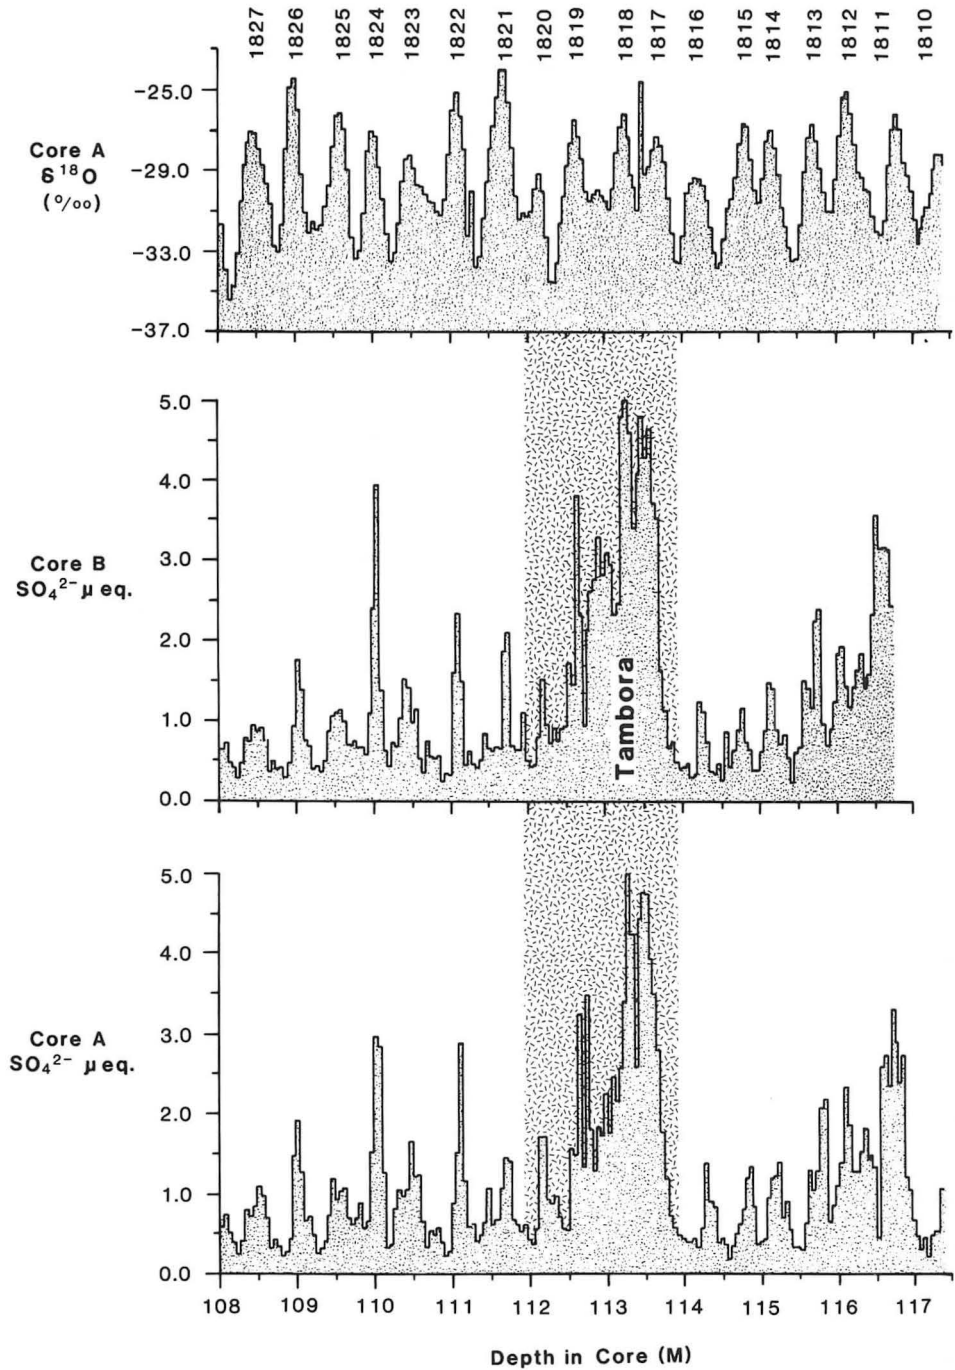 1827 1826 1825 1824 1823 1822 1821 1820 1819 1818 1817 1816 1815 1814 1813 1812 1811 1810
Core A
δ ¹⁸O
(º/oo)
-25.0
-29.0
-33.0
-37.0
Core B
SO₄²⁻ μ eq.
5.0
4.0
3.0
2.0
1.0
0.0
Tambora
Core A
SO₄²⁻ μ eq.
5.0
4.0
3.0
2.0
1.0
0.0
108 109 110 111 112 113 114 115 116 117
Depth in Core (M)